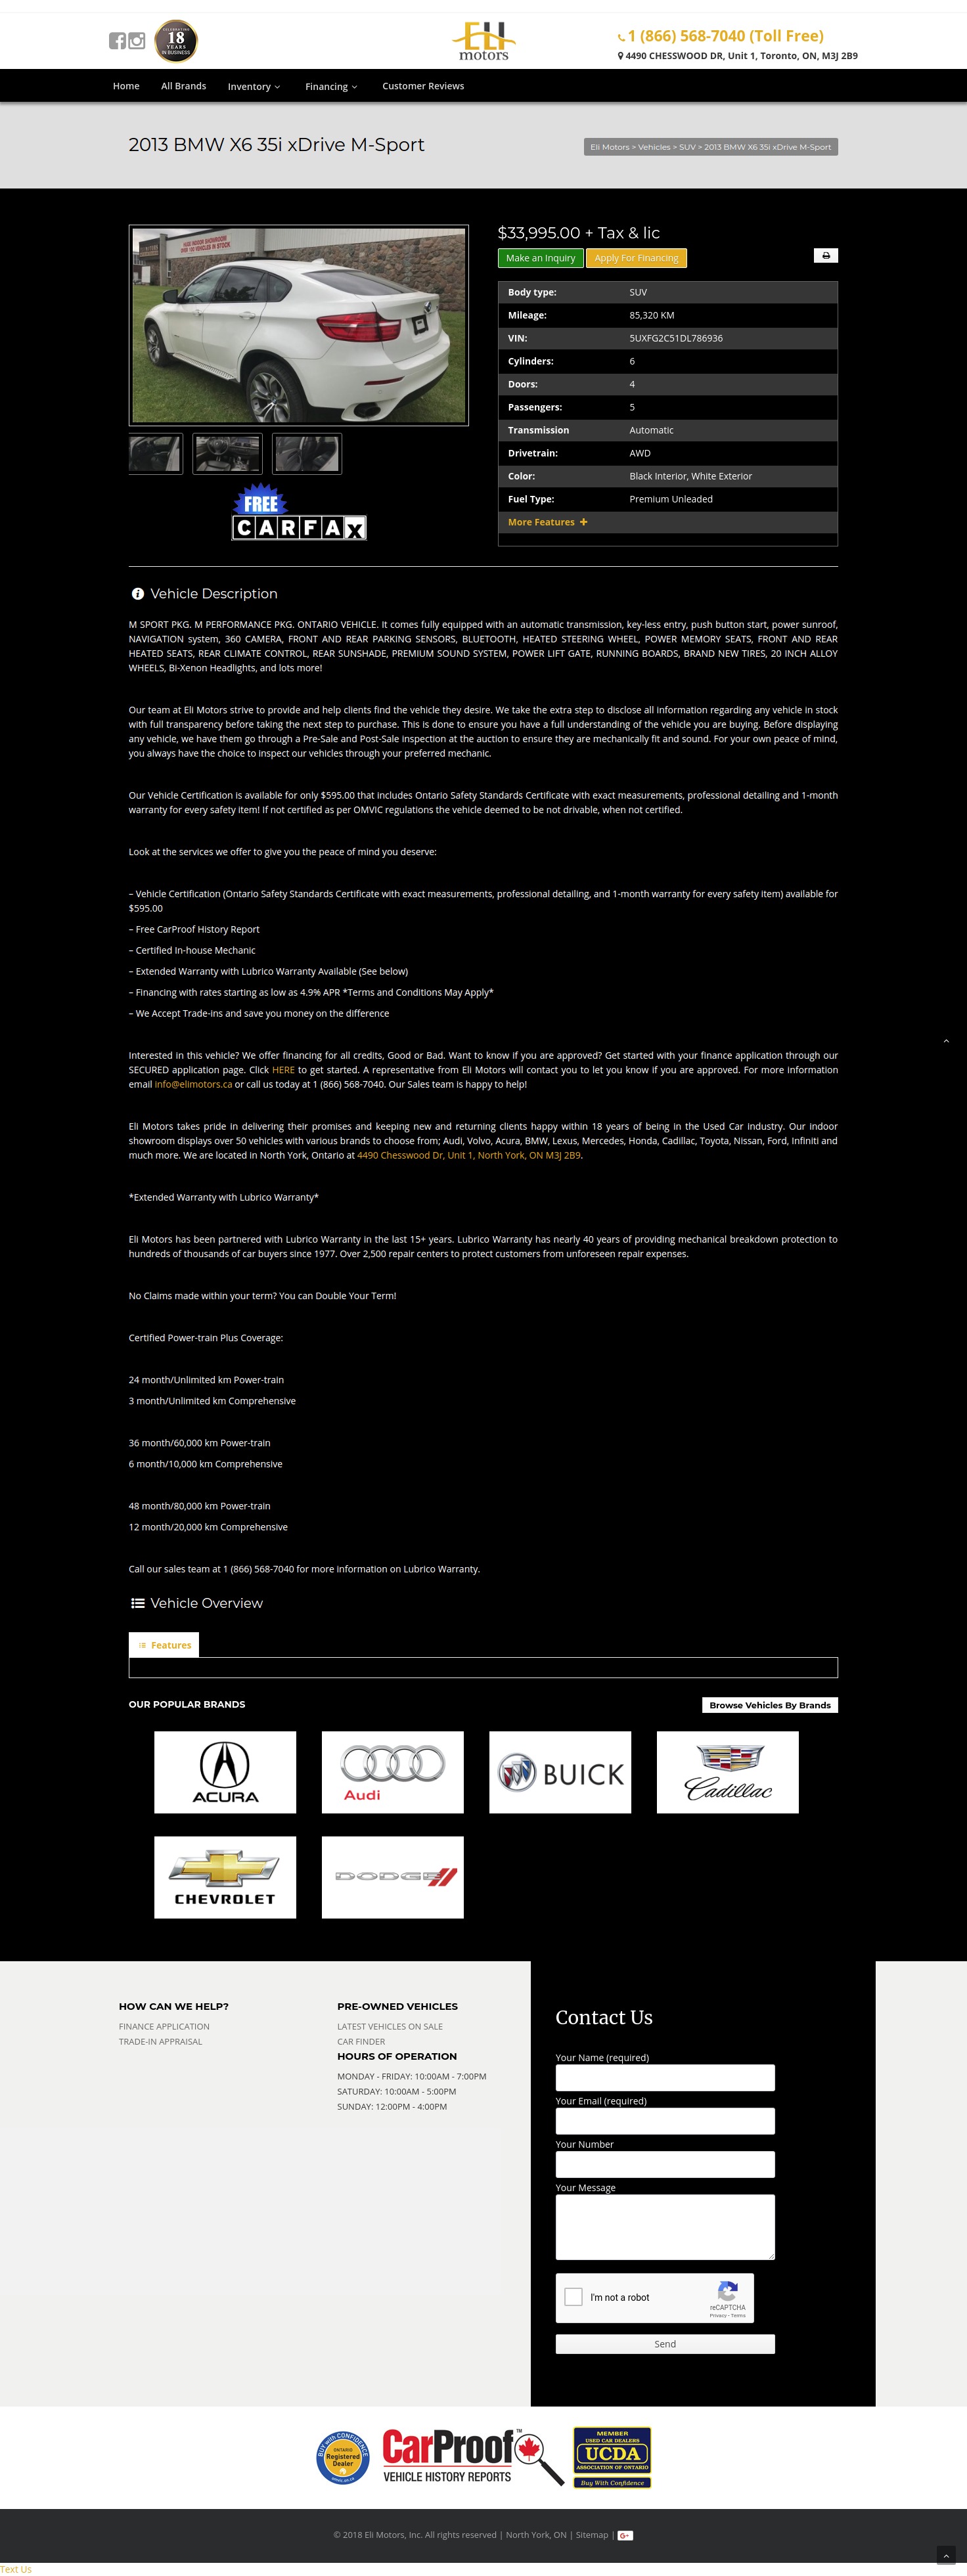 CELEBRATING
18
YEARS
IN BUSINESS
Eli
motors
1 (866) 568-7040 (Toll Free)
4490 CHESSWOOD DR, Unit 1, Toronto, ON, M3J 2B9
Home
All Brands
Inventory
Financing
Customer Reviews
2013 BMW X6 35i xDrive M-Sport
Eli Motors > Vehicles > SUV > 2013 BMW X6 35i xDrive M-Sport
$33,995.00 + Tax & lic
Make an Inquiry
Apply For Financing
Body type: SUV
Mileage: 85,320 KM
VIN: 5UXFG2C51DL786936
Cylinders: 6
Doors: 4
Passengers: 5
Transmission Automatic
Drivetrain: AWD
Color: Black Interior, White Exterior
Fuel Type: Premium Unleaded
More Features
FREE
CARFAX
Vehicle Description
M SPORT PKG. M PERFORMANCE PKG. ONTARIO VEHICLE. It comes fully equipped with an automatic transmission, key-less entry, push button start, power sunroof,
NAVIGATION system, 360 CAMERA, FRONT AND REAR PARKING SENSORS, BLUETOOTH, HEATED STEERING WHEEL, POWER MEMORY SEATS, FRONT AND REAR
HEATED SEATS, REAR CLIMATE CONTROL, REAR SUNSHADE, PREMIUM SOUND SYSTEM, POWER LIFT GATE, RUNNING BOARDS, BRAND NEW TIRES, 20 INCH ALLOY
WHEELS, Bi-Xenon Headlights, and lots more!
Our team at Eli Motors strive to provide and help clients find the vehicle they desire. We take the extra step to disclose all information regarding any vehicle in stock
with full transparency before taking the next step to purchase. This is done to ensure you have a full understanding of the vehicle you are buying. Before displaying
any vehicle, we have them go through a Pre-Sale and Post-Sale inspection at the auction to ensure they are mechanically fit and sound. For your own peace of mind,
you always have the choice to inspect our vehicles through your preferred mechanic.
Our Vehicle Certification is available for only $595.00 that includes Ontario Safety Standards Certificate with exact measurements, professional detailing and 1-month
warranty for every safety item! If not certified as per OMVIC regulations the vehicle deemed to be not drivable, when not certified.
Look at the services we offer to give you the peace of mind you deserve:
– Vehicle Certification (Ontario Safety Standards Certificate with exact measurements, professional detailing, and 1-month warranty for every safety item) available for
$595.00
– Free CarProof History Report
– Certified In-house Mechanic
– Extended Warranty with Lubrico Warranty Available (See below)
– Financing with rates starting as low as 4.9% APR *Terms and Conditions May Apply*
– We Accept Trade-ins and save you money on the difference
Interested in this vehicle? We offer financing for all credits, Good or Bad. Want to know if you are approved? Get started with your finance application through our
SECURED application page. Click HERE to get started. A representative from Eli Motors will contact you to let you know if you are approved. For more information
email info@elimotors.ca or call us today at 1 (866) 568-7040. Our Sales team is happy to help!
Eli Motors takes pride in delivering their promises and keeping new and returning clients happy within 18 years of being in the Used Car industry. Our indoor
showroom displays over 50 vehicles with various brands to choose from; Audi, Volvo, Acura, BMW, Lexus, Mercedes, Honda, Cadillac, Toyota, Nissan, Ford, Infiniti and
much more. We are located in North York, Ontario at 4490 Chesswood Dr, Unit 1, North York, ON M3J 2B9.
*Extended Warranty with Lubrico Warranty*
Eli Motors has been partnered with Lubrico Warranty in the last 15+ years. Lubrico Warranty has nearly 40 years of providing mechanical breakdown protection to
hundreds of thousands of car buyers since 1977. Over 2,500 repair centers to protect customers from unforeseen repair expenses.
No Claims made within your term? You can Double Your Term!
Certified Power-train Plus Coverage:
24 month/Unlimited km Power-train
3 month/Unlimited km Comprehensive
36 month/60,000 km Power-train
6 month/10,000 km Comprehensive
48 month/80,000 km Power-train
12 month/20,000 km Comprehensive
Call our sales team at 1 (866) 568-7040 for more information on Lubrico Warranty.
Vehicle Overview
Features
OUR POPULAR BRANDS
Browse Vehicles By Brands
ACURA
Audi
BUICK
Cadillac
CHEVROLET
DODGE
HOW CAN WE HELP?
FINANCE APPLICATION
TRADE-IN APPRAISAL
PRE-OWNED VEHICLES
LATEST VEHICLES ON SALE
CAR FINDER
HOURS OF OPERATION
MONDAY - FRIDAY: 10:00AM - 7:00PM
SATURDAY: 10:00AM - 5:00PM
SUNDAY: 12:00PM - 4:00PM
Contact Us
Your Name (required)
Your Email (required)
Your Number
Your Message
I'm not a robot
reCAPTCHA
Privacy - Terms
Send
BUY WITH CONFIDENCE
ONTARIO
Registered
Dealer
CarProof™
VEHICLE HISTORY REPORTS
MEMBER
USED CAR DEALERS
UCDA
ASSOCIATION OF ONTARIO
Buy With Confidence
© 2018 Eli Motors, Inc. All rights reserved | North York, ON | Sitemap |
G+
Text Us